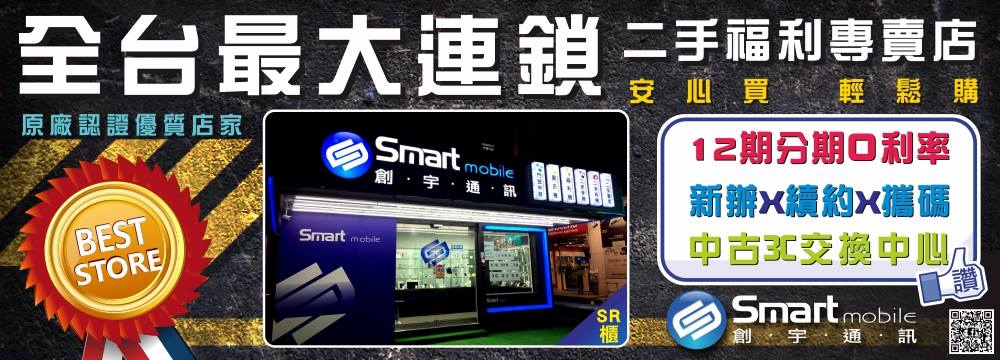 全台最大連鎖
二手福利專賣店
安心買 輕鬆購
原廠認證優質店家
BEST
STORE
Smart mobile
創·宇·通·訊
Smart mobile
SR
櫃
12期分期0利率
新辦X續約X攜碼
中古3C交換中心
讚
Smart mobile
創·宇·通·訊